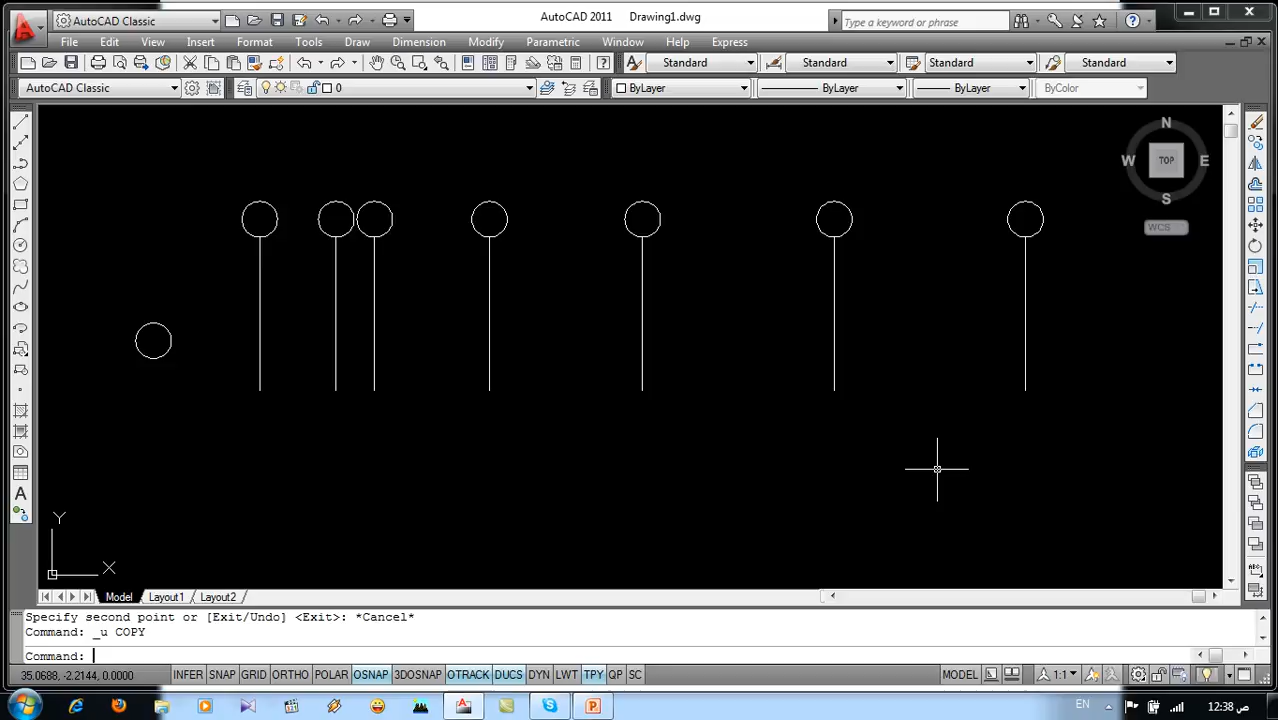 AutoCAD Classic
AutoCAD 2011 Drawing1.dwg
Type a keyword or phrase
File Edit View Insert Format Tools Draw Dimension Modify Parametric Window Help Express
Standard Standard Standard Standard
AutoCAD Classic 0 ByLayer ByLayer ByLayer ByColor
N
W TOP E
S
WCS
Y
X
Model Layout1 Layout2
Specify second point or [Exit/Undo] <Exit>: *Cancel*
Command: _u COPY
Command:
35.0688, -2.2144, 0.0000 INFER SNAP GRID ORTHO POLAR OSNAP 3DOSNAP OTRACK DUCS DYN LWT TPY QP SC MODEL 1:1
EN 12:38 ص